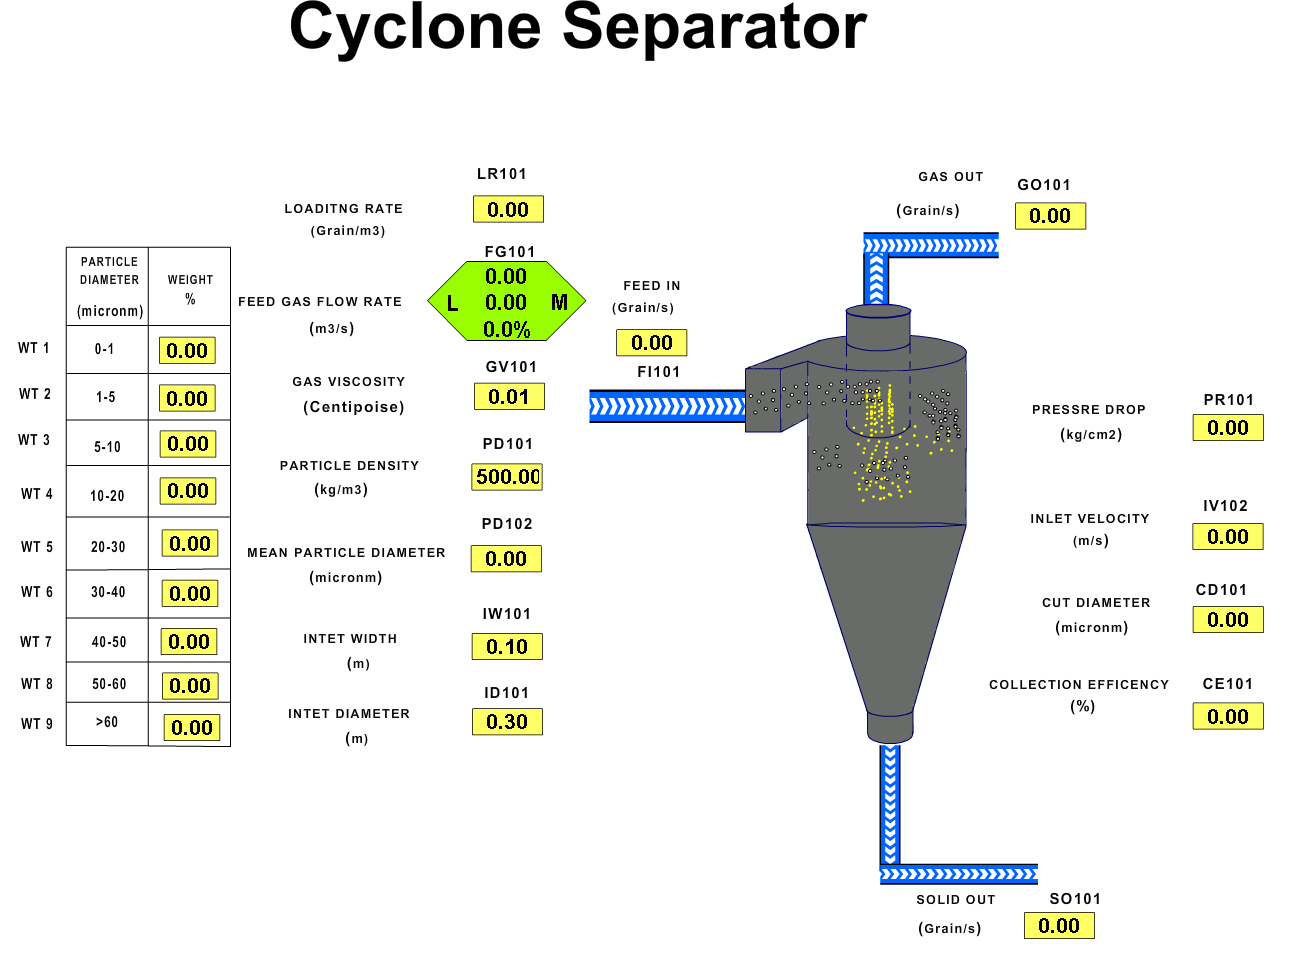 Cyclone Separator
LR101
LOADITNG RATE
(Grain/m3)
0.00
FG101
FEED GAS FLOW RATE
(m3/s)
0.00
L 0.00 M
0.0%
GV101
GAS VISCOSITY
(Centipoise)
0.01
PD101
PARTICLE DENSITY
(kg/m3)
500.00
PD102
MEAN PARTICLE DIAMETER
(micronm)
0.00
IW101
INTET WIDTH
(m)
0.10
ID101
INTET DIAMETER
(m)
0.30
PARTICLE
DIAMETER
(micronm)
WEIGHT
%
WT 1 0-1 0.00
WT 2 1-5 0.00
WT 3 5-10 0.00
WT 4 10-20 0.00
WT 5 20-30 0.00
WT 6 30-40 0.00
WT 7 40-50 0.00
WT 8 50-60 0.00
WT 9 >60 0.00
FEED IN
(Grain/s)
0.00
FI101
GAS OUT
(Grain/s)
GO101
0.00
PRESSRE DROP
(kg/cm2)
PR101
0.00
INLET VELOCITY
(m/s)
IV102
0.00
CUT DIAMETER
(micronm)
CD101
0.00
COLLECTION EFFICENCY
(%)
CE101
0.00
SOLID OUT
(Grain/s)
SO101
0.00